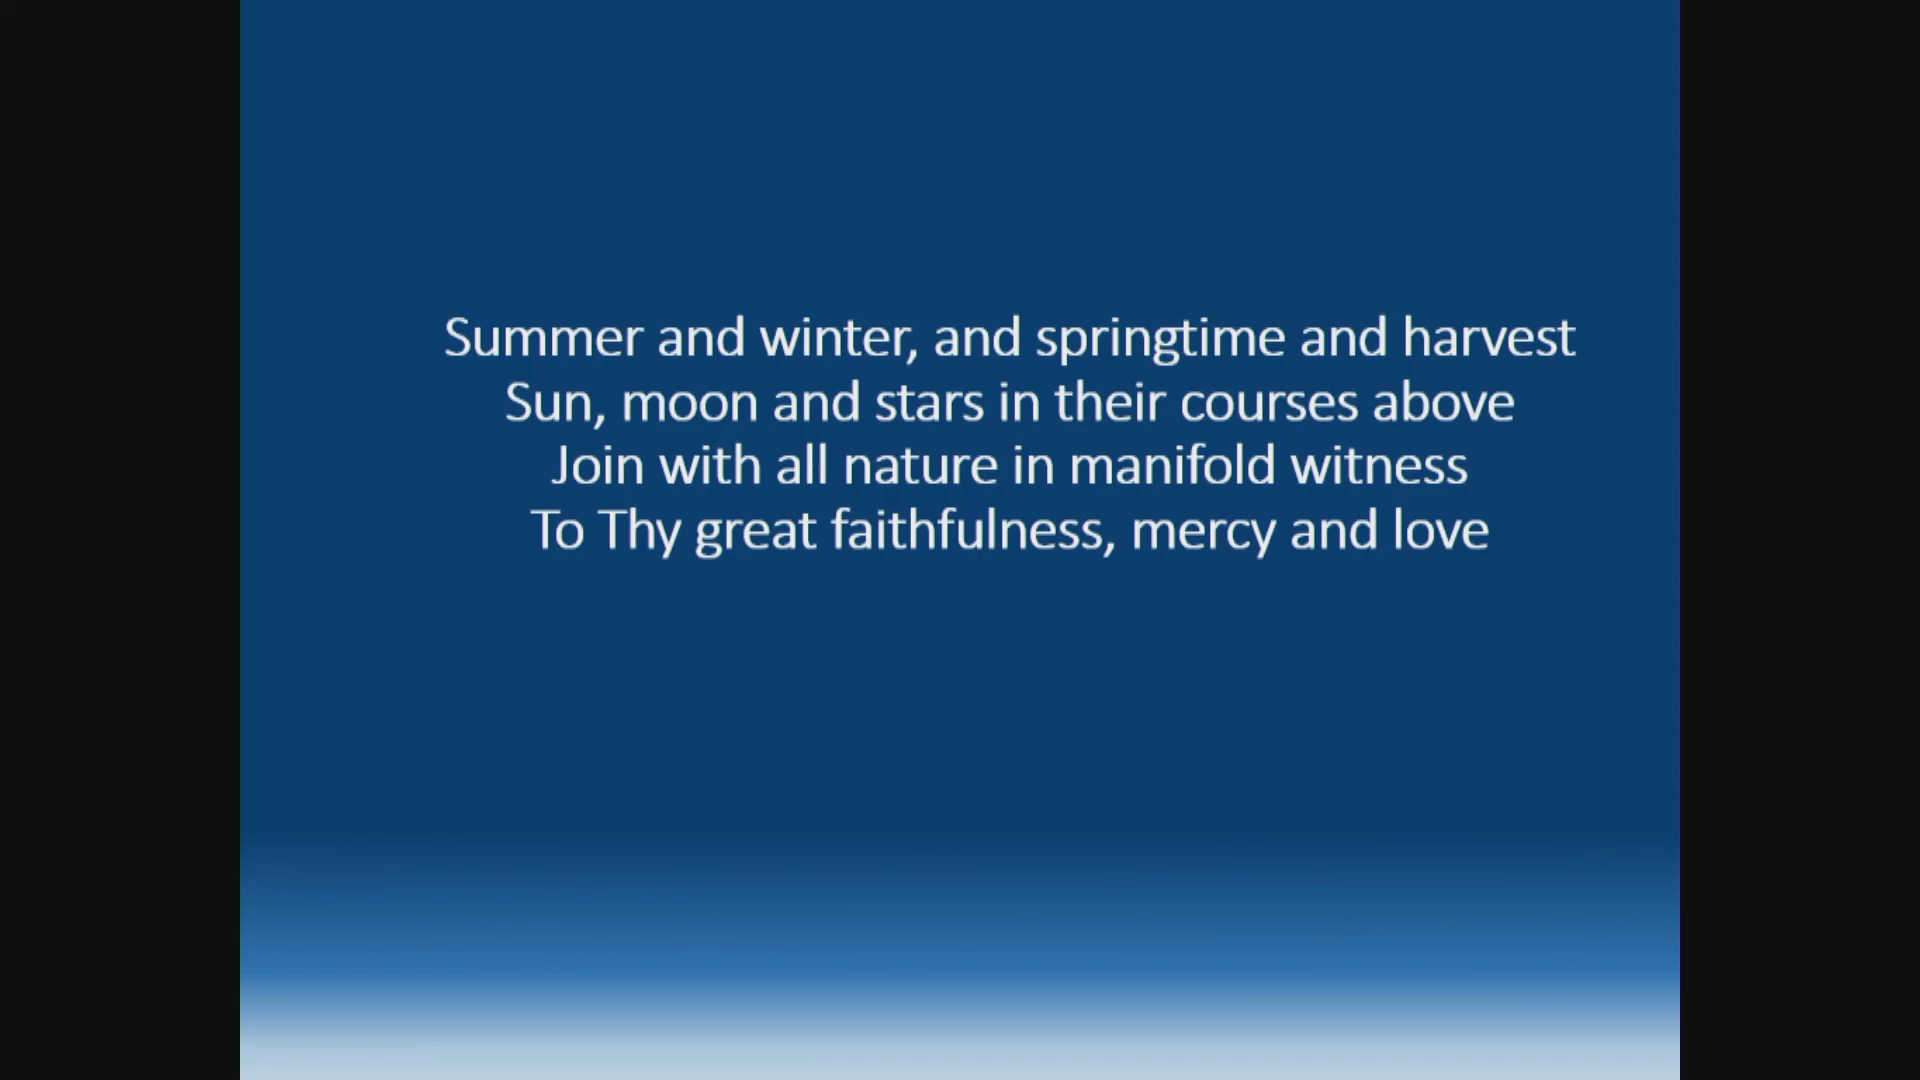 Summer and winter, and springtime and harvest
Sun, moon and stars in their courses above
Join with all nature in manifold witness
To Thy great faithfulness, mercy and love